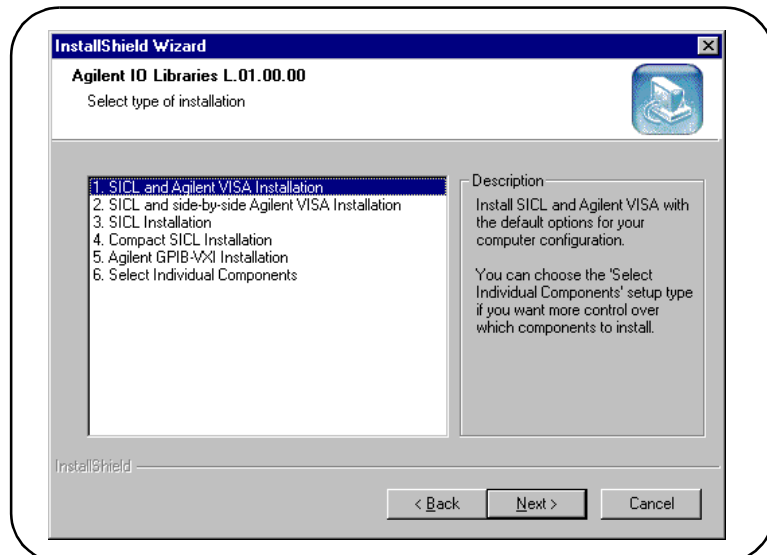 InstallShield Wizard
Agilent IO Libraries L.01.00.00
Select type of installation
1. SICL and Agilent VISA Installation
2. SICL and side-by-side Agilent VISA Installation
3. SICL Installation
4. Compact SICL Installation
5. Agilent GPIB-VXI Installation
6. Select Individual Components
Description
Install SICL and Agilent VISA with
the default options for your
computer configuration.
You can choose the 'Select
Individual Components' setup type
if you want more control over
which components to install.
InstallShield
< Back
Next >
Cancel